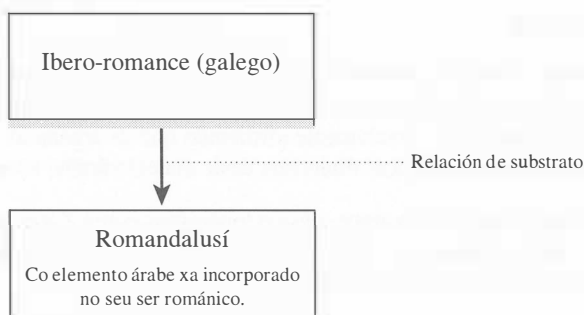 Ibero-romance (galego)
Relación de substrato
Romandalusí
Co elemento árabe xa incorporado
no seu ser románico.